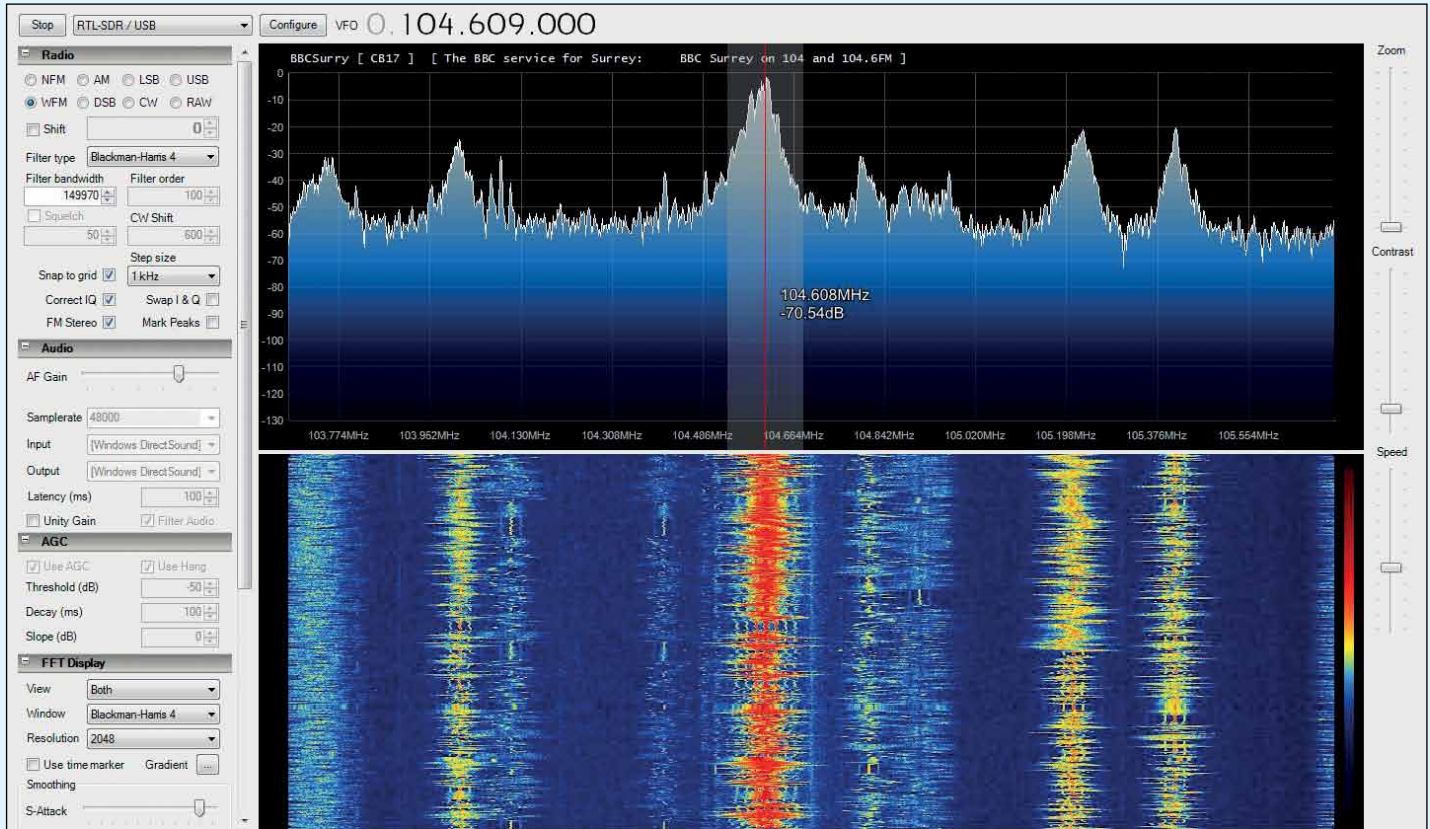 Stop RTL-SDR / USB Configure VFO 0.104.609.000
Radio
NFM AM LSB USB
WFM DSB CW RAW
Shift 0
Filter type Blackman-Harris 4
Filter bandwidth Filter order
149970 100
Squelch CW Shift
50 600
Step size
Snap to grid 1 kHz
Correct IQ Swap I & Q
FM Stereo Mark Peaks
Audio
AF Gain
Samplerate 48000
Input [Windows DirectSound]
Output [Windows DirectSound]
Latency (ms) 100
Unity Gain Filter Audio
AGC
Use AGC Use Hang
Threshold (dB) -50
Decay (ms) 100
Slope (dB) 0
FFT Display
View Both
Window Blackman-Harris 4
Resolution 2048
Use time marker Gradient ...
Smoothing
S-Attack
BBCSurry [ CB17 ] [ The BBC service for Surrey: BBC Surrey on 104 and 104.6FM ]
0
-10
-20
-30
-40
-50
-60
-70
-80
-90
-100
-110
-120
-130
104.608MHz
-70.54dB
103.774MHz 103.952MHz 104.130MHz 104.308MHz 104.486MHz 104.664MHz 104.842MHz 105.020MHz 105.198MHz 105.376MHz 105.554MHz
Zoom
Contrast
Speed